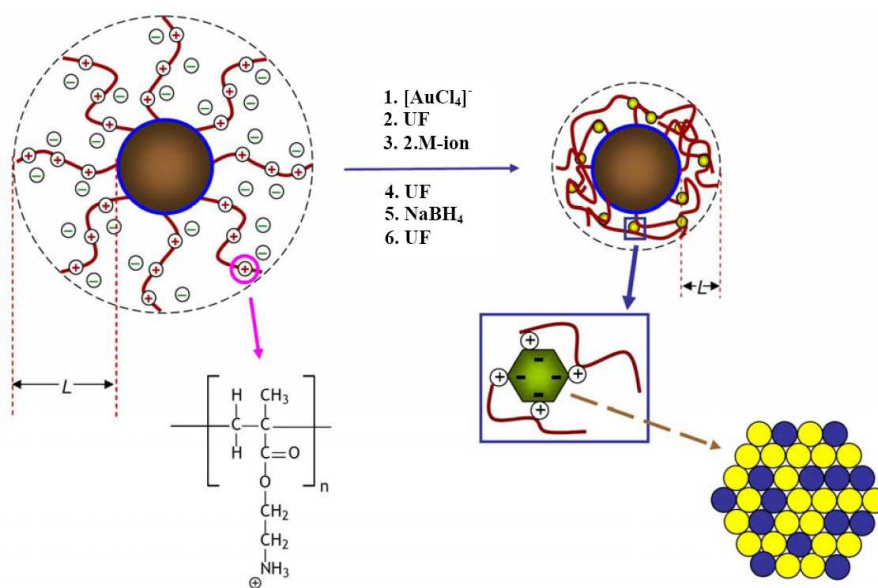 1. [AuCl₄]⁻
2. UF
3. 2.M-ion
4. UF
5. NaBH₄
6. UF
L
L
H
CH₃
C
C
H
C=O
n
O
CH₂
CH₂
NH₃
⊕